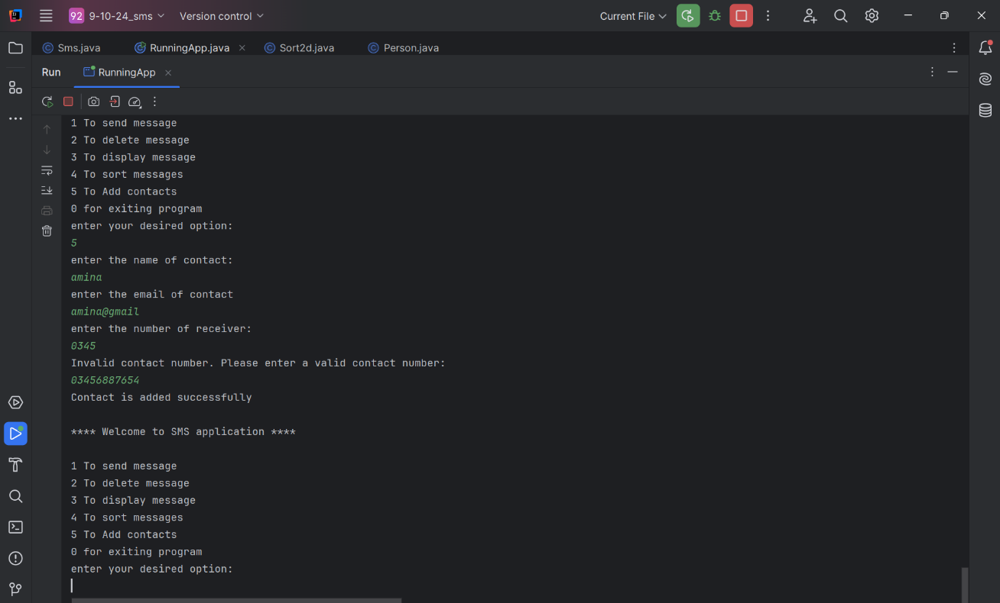 92 9-10-24_sms Version control Current File
Sms.java RunningApp.java Sort2d.java Person.java
Run RunningApp
1 To send message
2 To delete message
3 To display message
4 To sort messages
5 To Add contacts
0 for exiting program
enter your desired option:
5
enter the name of contact:
amina
enter the email of contact
amina@gmail
enter the number of receiver:
0345
Invalid contact number. Please enter a valid contact number:
03456887654
Contact is added successfully
**** Welcome to SMS application ****
1 To send message
2 To delete message
3 To display message
4 To sort messages
5 To Add contacts
0 for exiting program
enter your desired option: